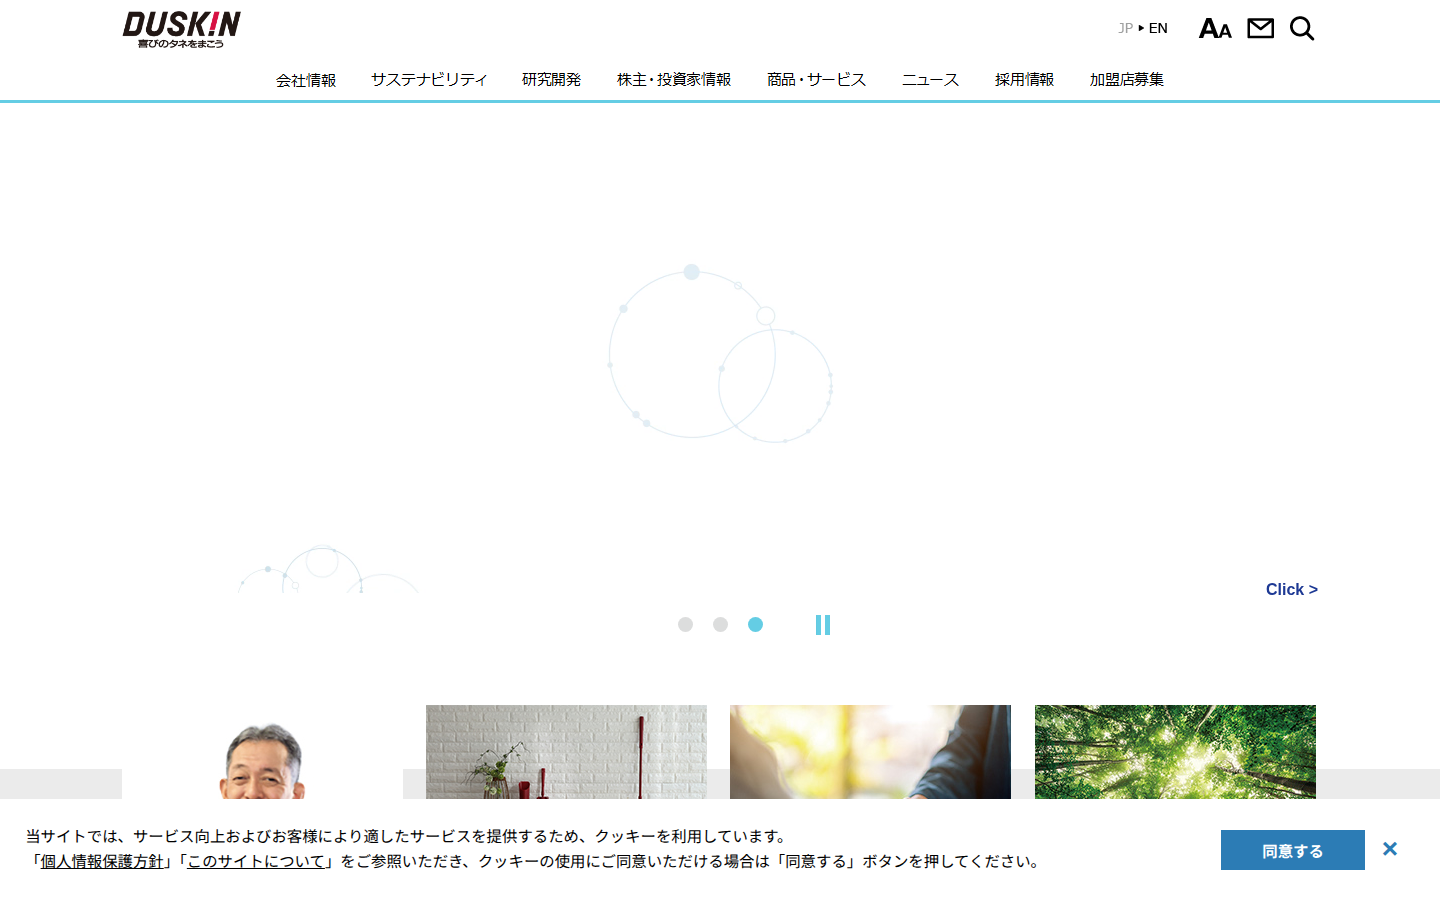 DUSKIN
喜びのタネをまこう
JP ▶ EN
AA
会社情報 サステナビリティ 研究開発 株主・投資家情報 商品・サービス ニュース 採用情報 加盟店募集
Click >
当サイトでは、サービス向上およびお客様により適したサービスを提供するため、クッキーを利用しています。
「個人情報保護方針」「このサイトについて」をご参照いただき、クッキーの使用にご同意いただける場合は「同意する」ボタンを押してください。
同意する ×